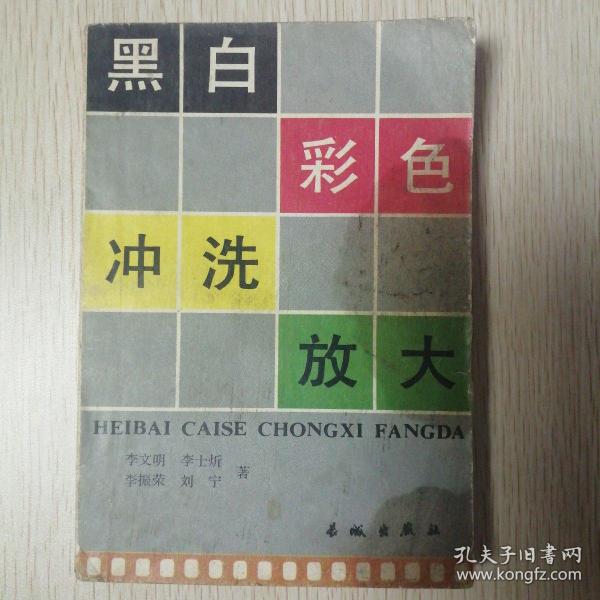 黑白
彩色
冲洗
放大
HEIBAI CAISE CHONGXI FANGDA
李文明 李士炘
李振荣 刘宁 著
长城出版社
孔夫子旧书网
www.kongfz.com